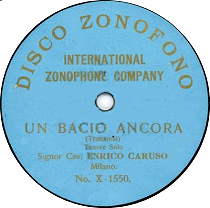 DISCO ZONOFONO
INTERNATIONAL
ZONOPHONE COMPANY
UN BACIO ANCORA
(Trimarchi)
Tenore Solo
Signor Cav. ENRICO CARUSO
Milano.
No. X-1550.